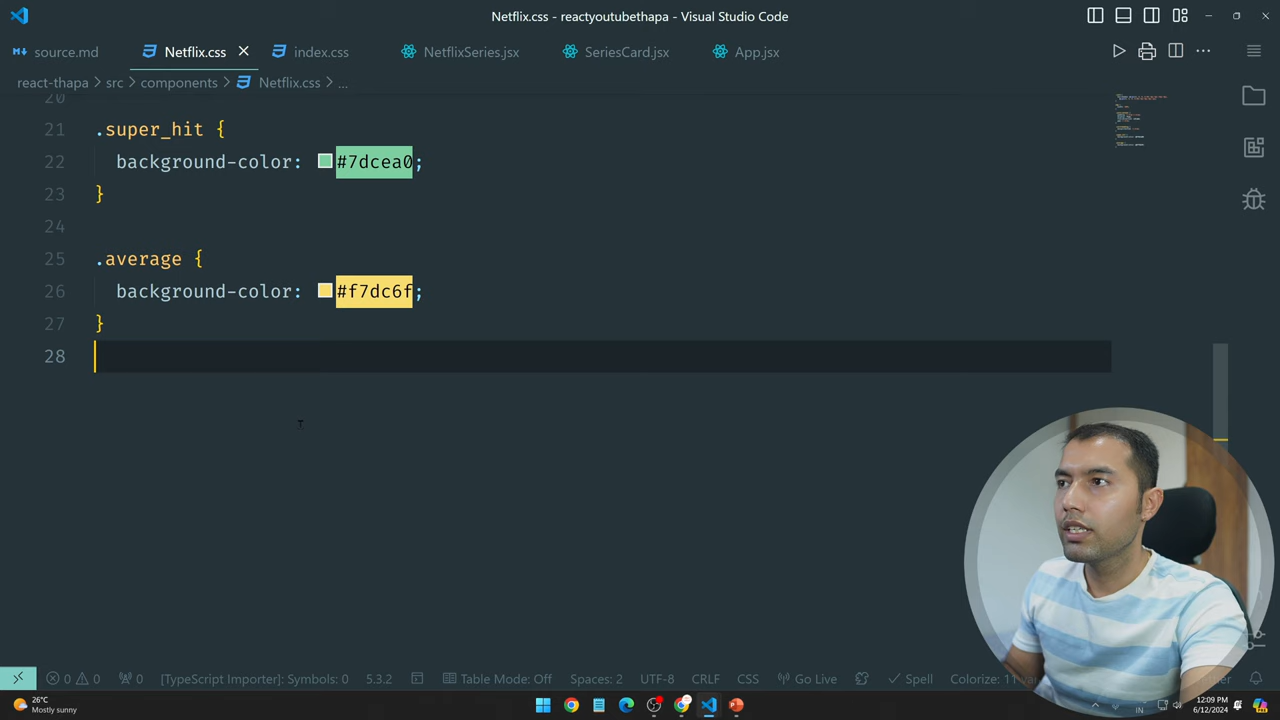 Netflix.css - reactyoutubethapa - Visual Studio Code
source.md Netflix.css index.css NetflixSeries.jsx SeriesCard.jsx App.jsx
react-thapa > src > components > Netflix.css > ...
20
21 .super_hit {
22 background-color: #7dcea0;
23 }
24
25 .average {
26 background-color: #f7dc6f;
27 }
28
0 0 0 [TypeScript Importer]: Symbols: 0 5.3.2 Table Mode: Off Spaces: 2 UTF-8 CRLF CSS Go Live Spell Colorize: 11
26°C
Mostly sunny
IN
12:09 PM
6/12/2024